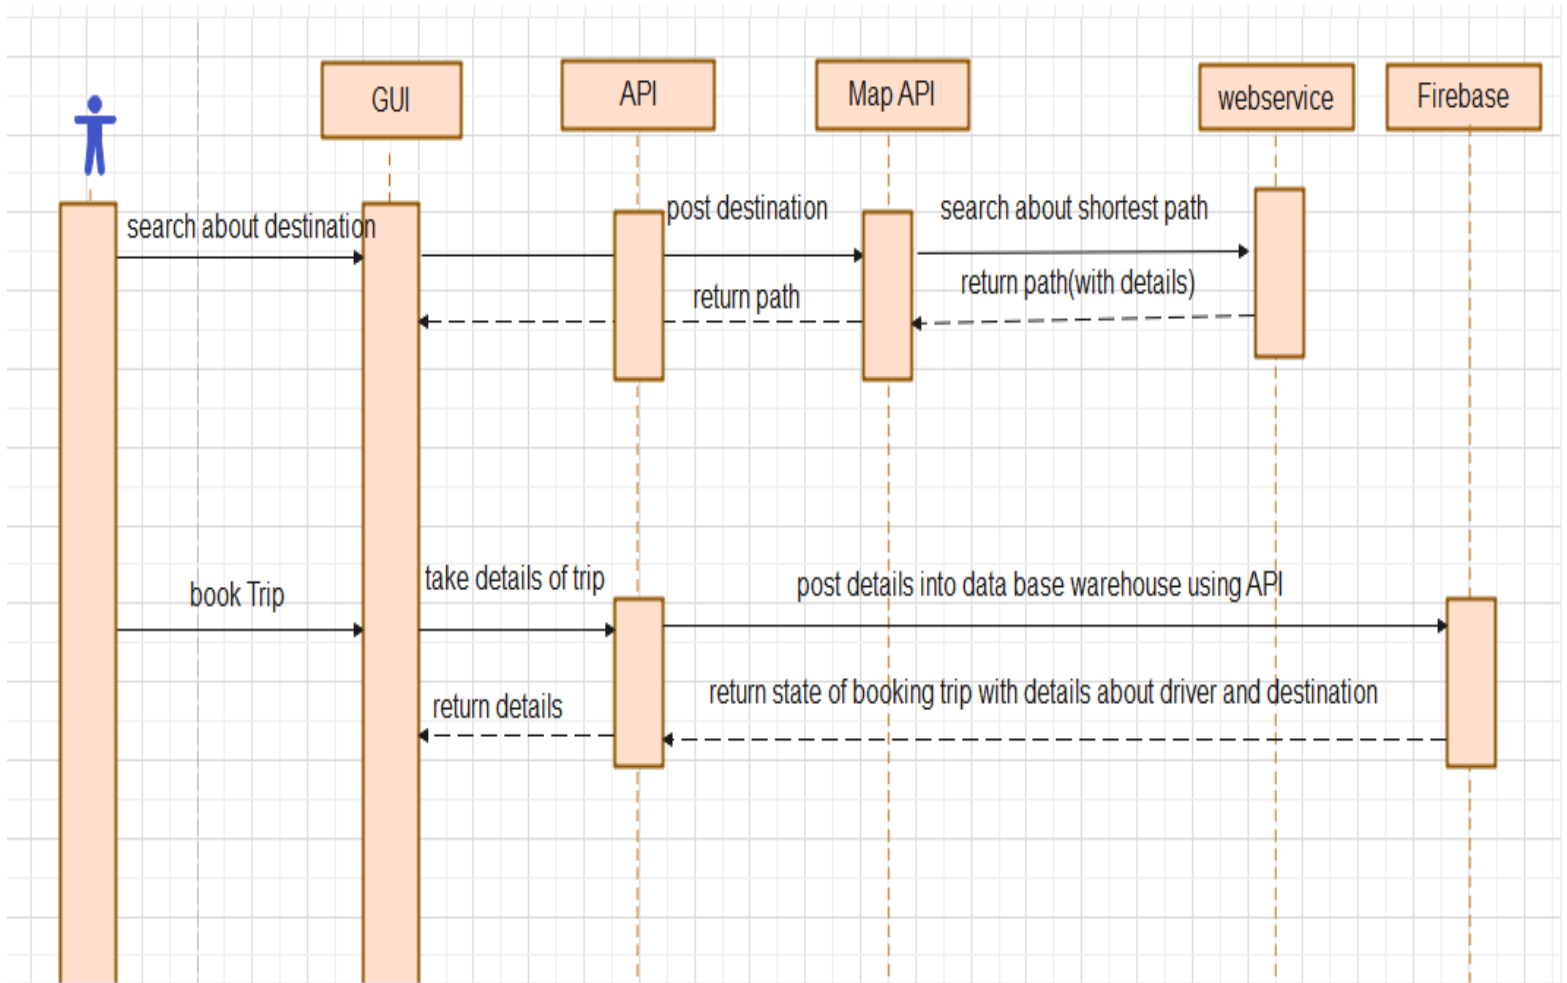 GUI
API
Map API
webservice
Firebase
search about destination
post destination
search about shortest path
return path
return path(with details)
book Trip
take details of trip
post details into data base warehouse using API
return details
return state of booking trip with details about driver and destination